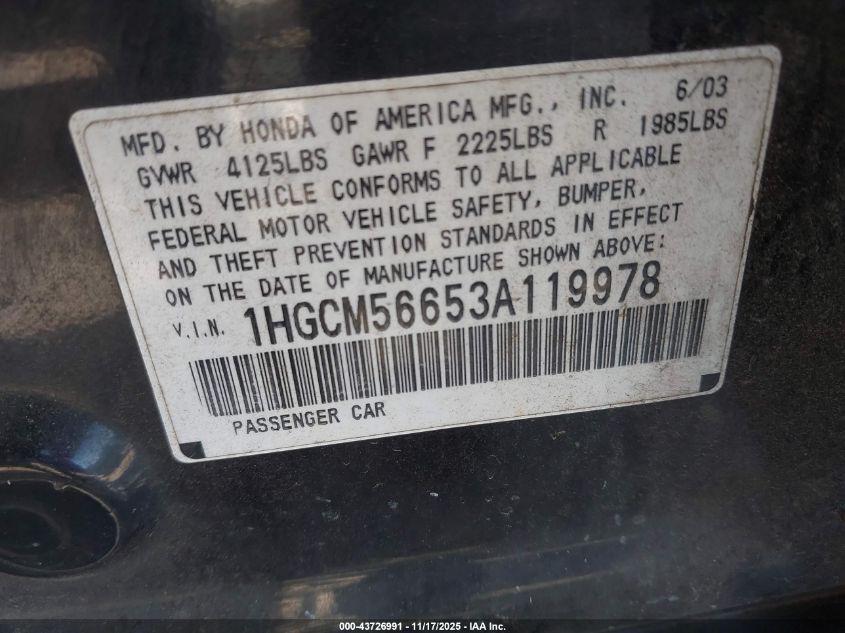 MFD. BY HONDA OF AMERICA MFG., INC. 6/03
GVWR 4125LBS GAWR F 2225LBS R 1985LBS
THIS VEHICLE CONFORMS TO ALL APPLICABLE
FEDERAL MOTOR VEHICLE SAFETY, BUMPER,
AND THEFT PREVENTION STANDARDS IN EFFECT
ON THE DATE OF MANUFACTURE SHOWN ABOVE:
V.I.N. 1HGCM56653A119978
PASSENGER CAR
000-43726991 - 11/17/2025 - IAA Inc.